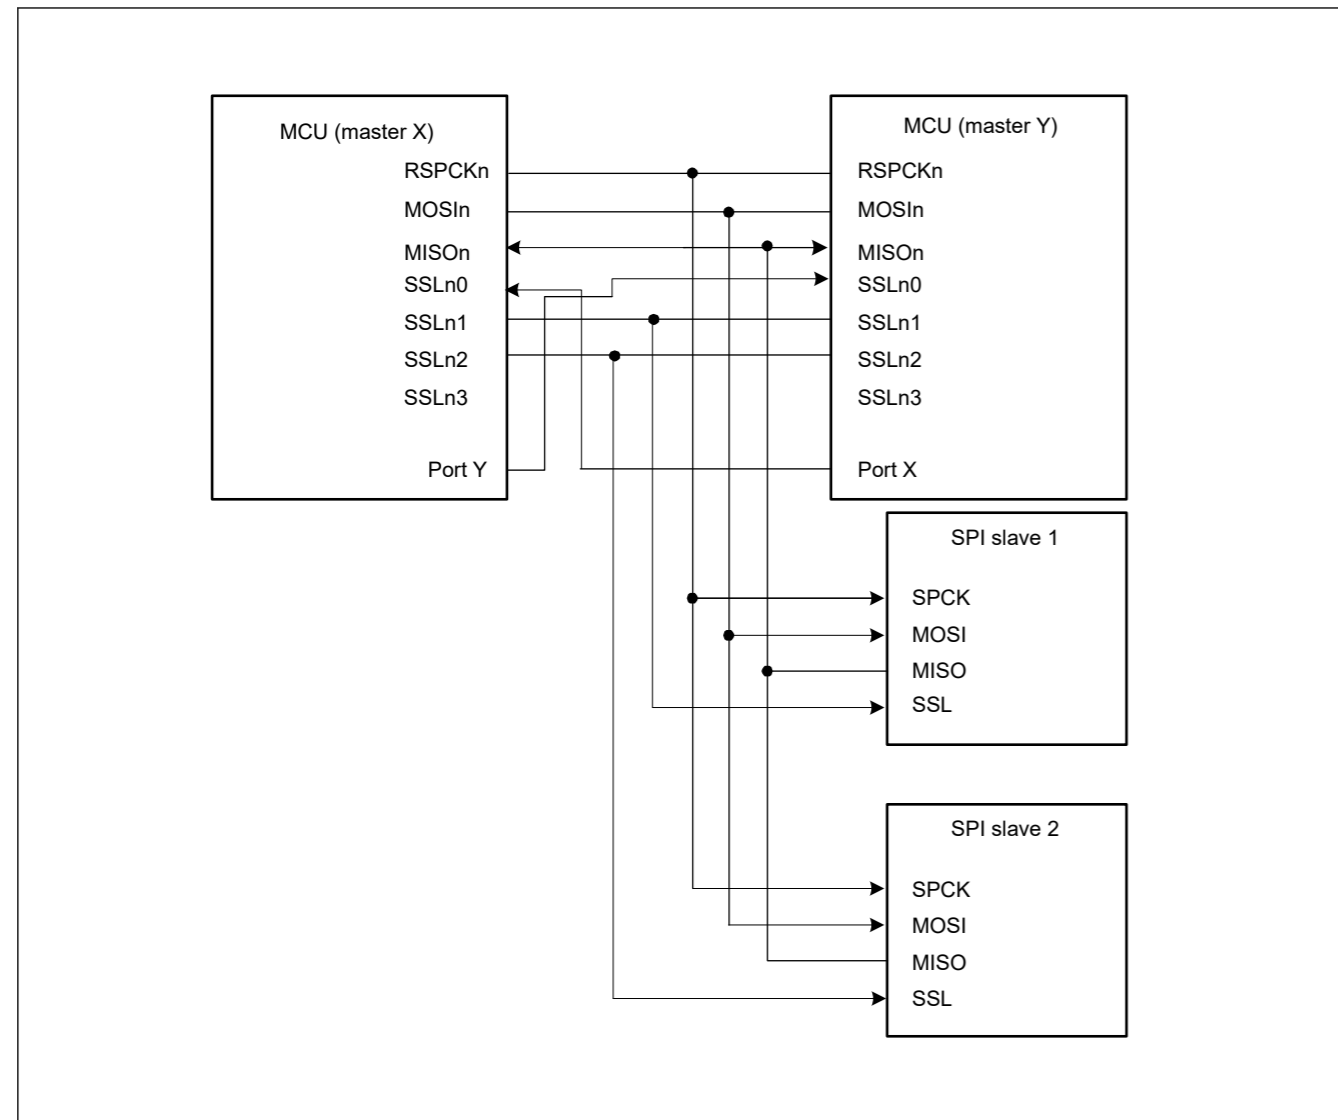 MCU (master X)
RSPCKn
MOSIn
MISOn
SSLn0
SSLn1
SSLn2
SSLn3
Port Y
MCU (master Y)
RSPCKn
MOSIn
MISOn
SSLn0
SSLn1
SSLn2
SSLn3
Port X
SPI slave 1
SPCK
MOSI
MISO
SSL
SPI slave 2
SPCK
MOSI
MISO
SSL